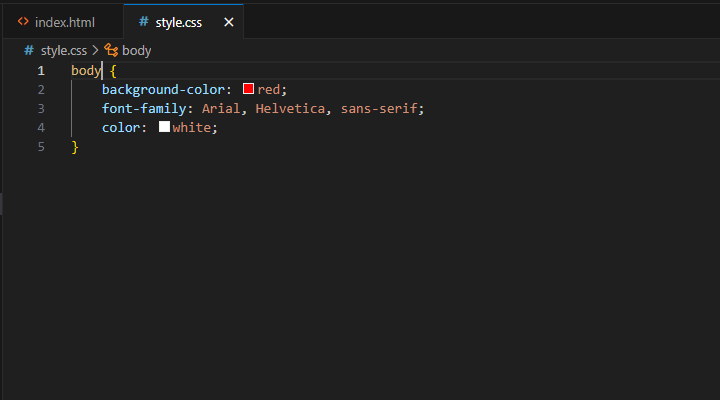 index.html style.css
style.css > body
1 body {
2 background-color: red;
3 font-family: Arial, Helvetica, sans-serif;
4 color: white;
5 }